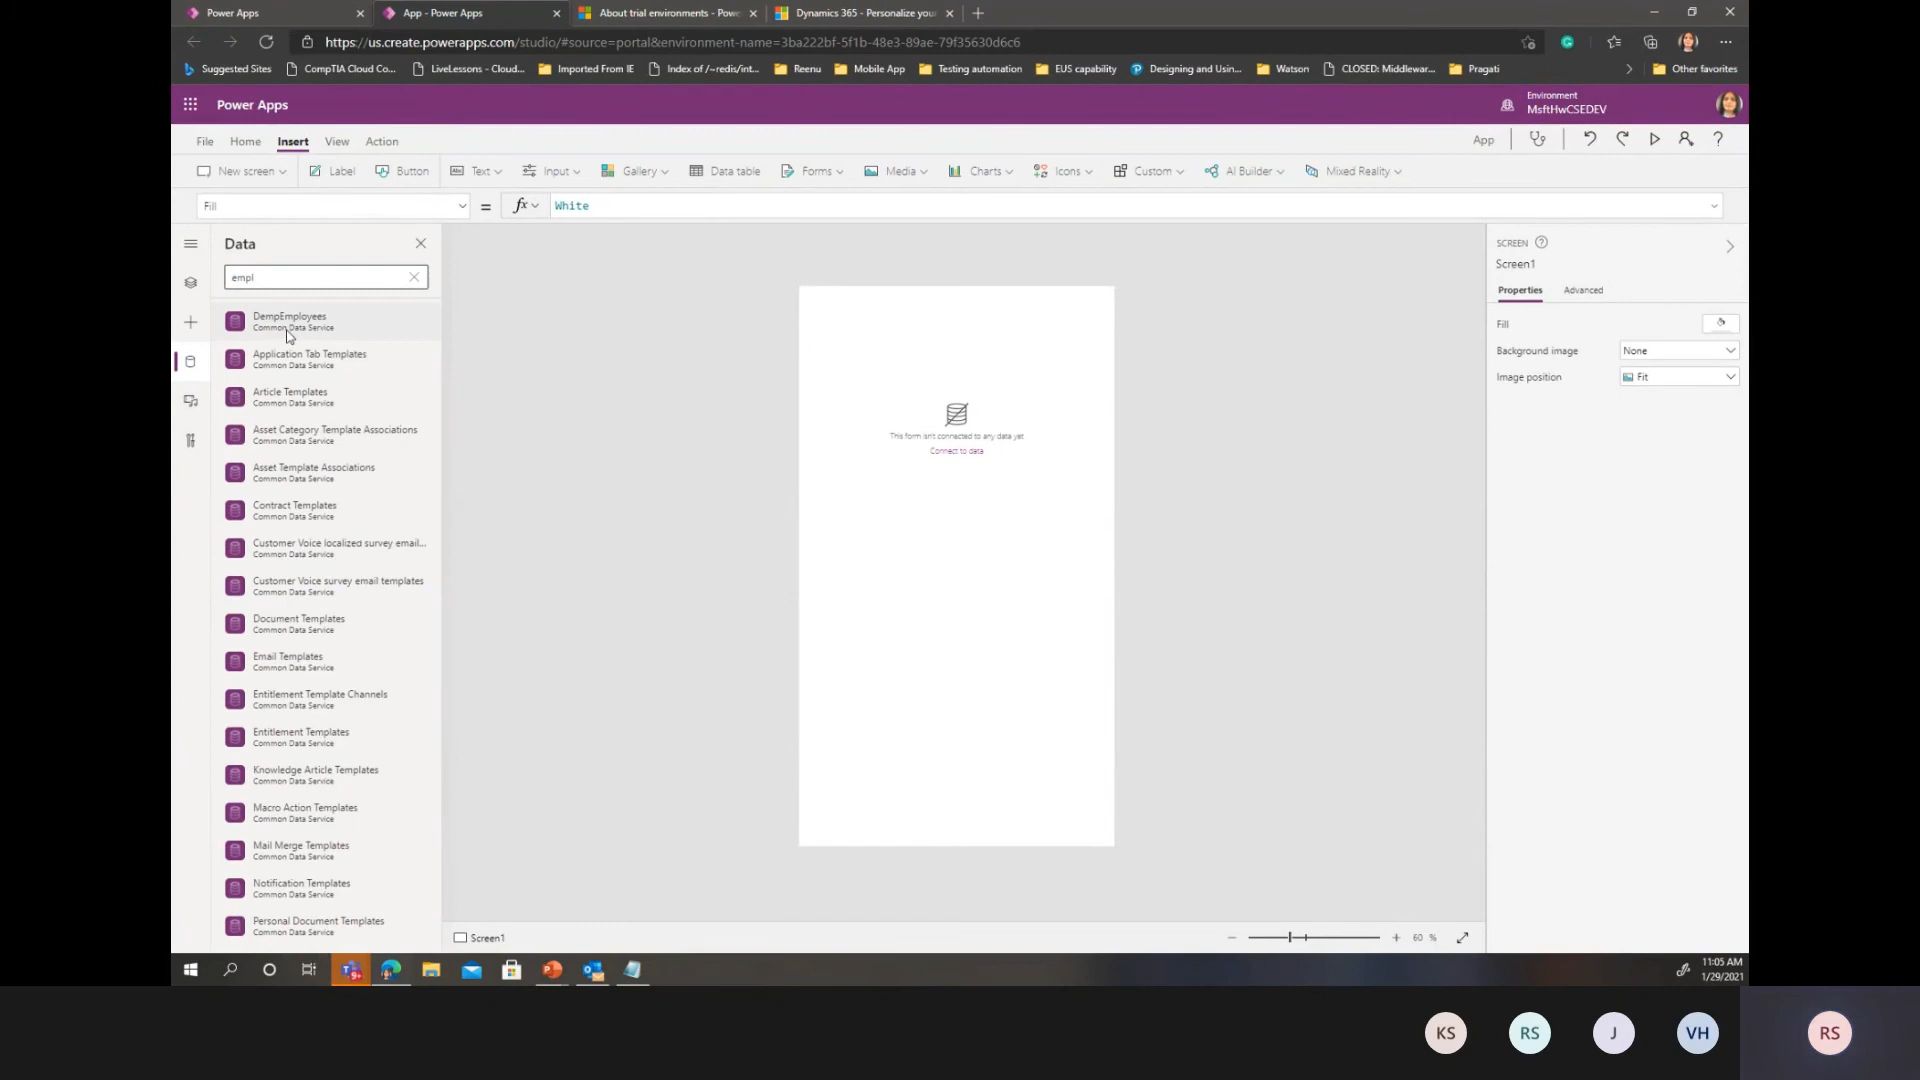 Power Apps
App - Power Apps
About trial environments - Powe
Dynamics 365 - Personalize your
https://us.create.powerapps.com/studio/#source=portal&environment-name=3ba222bf-5f1b-48e3-89ae-79f35630d6c6
Suggested Sites
CompTIA Cloud Co...
LiveLessons - Cloud...
Imported From IE
Index of /~redis/int...
Reenu
Mobile App
Testing automation
EUS capability
Designing and Usin...
Watson
CLOSED: Middlewar...
Pragati
Other favorites
Power Apps
Environment
MsftHwCSEDEV
File Home Insert View Action
App
New screen Label Button Text Input Gallery Data table Forms Media Charts Icons Custom AI Builder Mixed Reality
Fill = fx White
Data
empl
DempEmployees
Common Data Service
Application Tab Templates
Common Data Service
Article Templates
Common Data Service
Asset Category Template Associations
Common Data Service
Asset Template Associations
Common Data Service
Contract Templates
Common Data Service
Customer Voice localized survey email...
Common Data Service
Customer Voice survey email templates
Common Data Service
Document Templates
Common Data Service
Email Templates
Common Data Service
Entitlement Template Channels
Common Data Service
Entitlement Templates
Common Data Service
Knowledge Article Templates
Common Data Service
Macro Action Templates
Common Data Service
Mail Merge Templates
Common Data Service
Notification Templates
Common Data Service
Personal Document Templates
Common Data Service
This form isn't connected to any data yet
Connect to data
SCREEN
Screen1
Properties Advanced
Fill
Background image None
Image position Fit
Screen1
60 %
11:05 AM
1/29/2021
KS RS J VH RS